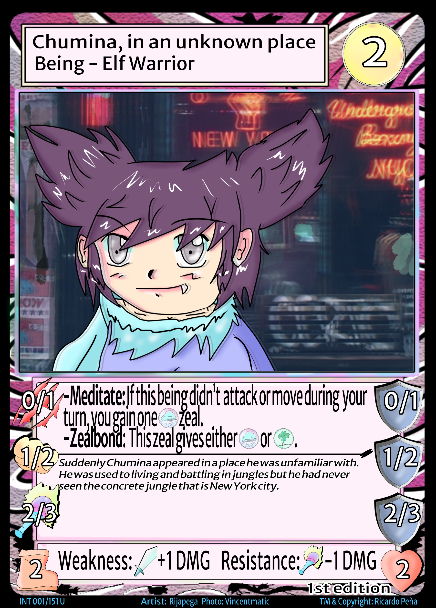 Chumina, in an unknown place
2
Being - Elf Warrior
NEW
Undergr
NYC
0/1
-Meditate: If this being didn't attack or move during your
0/1
turn, you gain one zeal.
-Zealbond: This zeal gives either or .
1/2
Suddenly Chumina appeared in a place he was unfamiliar with.
1/2
He was used to living and battling in jungles but he had never
seen the concrete jungle that is New York city.
2/3
2/3
2
Weakness: +1 DMG Resistance: -1 DMG
2
1st edition
INT 001/151 U
Artist: Rijapega Photo: Vincentmatic
TM & Copyright: Ricardo Peña